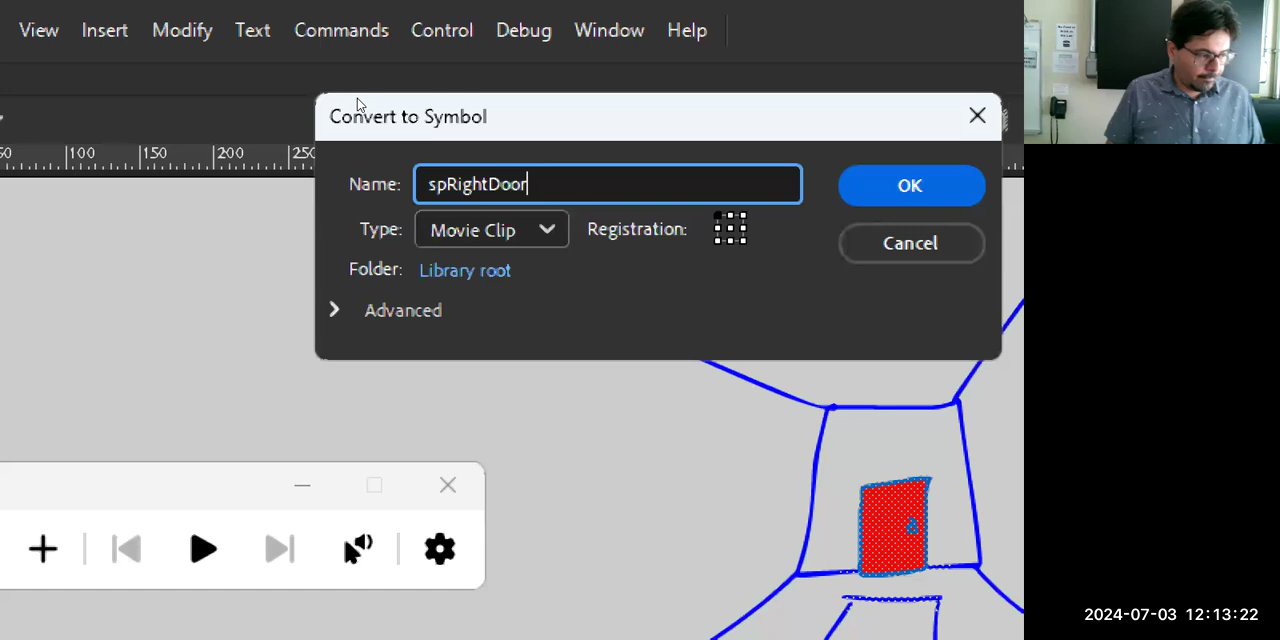 View Insert Modify Text Commands Control Debug Window Help
Convert to Symbol
50 100 150 200 250
Name: spRightDoor
OK
Type: Movie Clip Registration:
Cancel
Folder: Library root
Advanced
2024-07-03 12:13:22